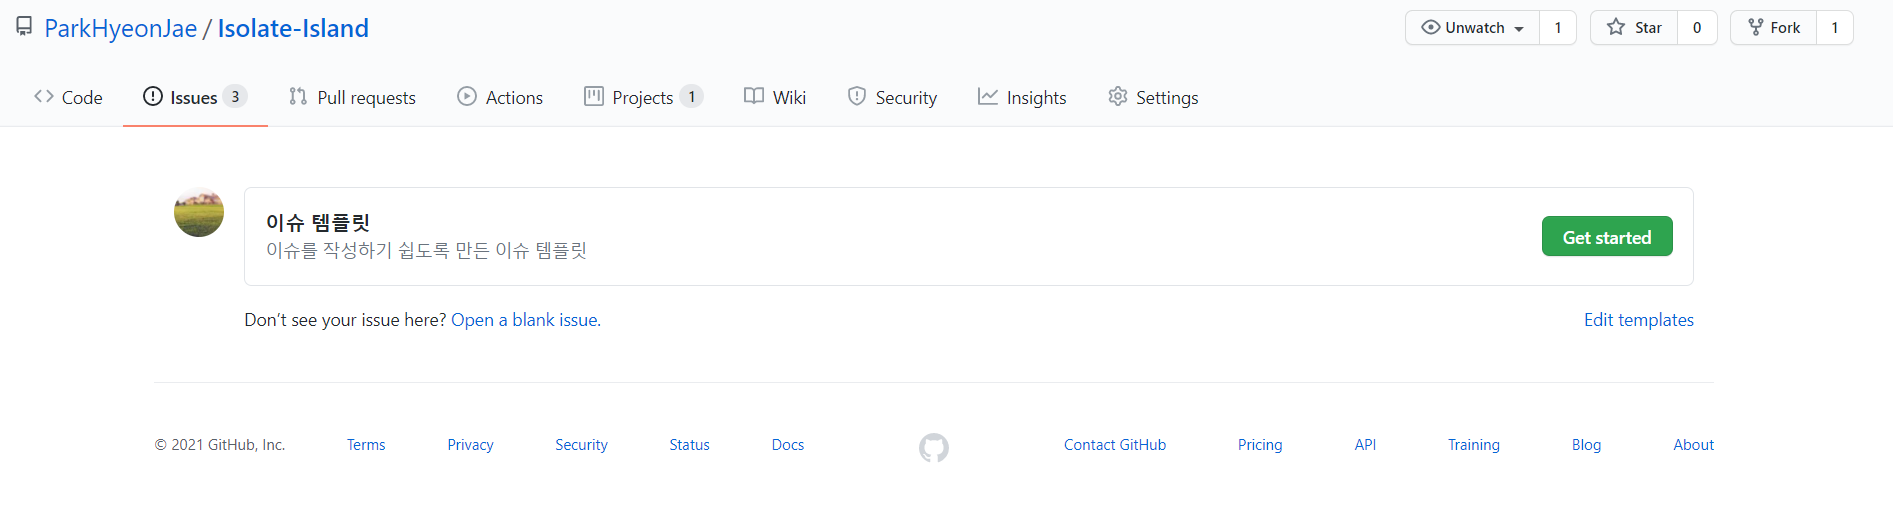 ParkHyeonJae / Isolate-Island
Unwatch 1 Star 0 Fork 1
Code Issues 3 Pull requests Actions Projects 1 Wiki Security Insights Settings
이슈 템플릿
이슈를 작성하기 쉽도록 만든 이슈 템플릿
Get started
Don’t see your issue here? Open a blank issue. Edit templates
© 2021 GitHub, Inc. Terms Privacy Security Status Docs Contact GitHub Pricing API Training Blog About